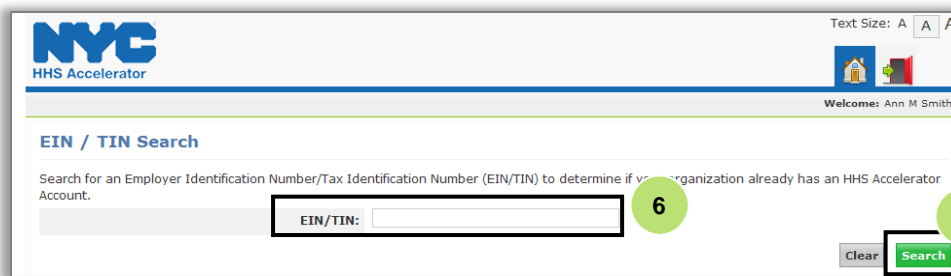 Text Size: A A A
NYC
HHS Accelerator
Welcome: Ann M Smith
EIN / TIN Search
Search for an Employer Identification Number/Tax Identification Number (EIN/TIN) to determine if organization already has an HHS Accelerator
Account.
EIN/TIN:
6
Clear Search